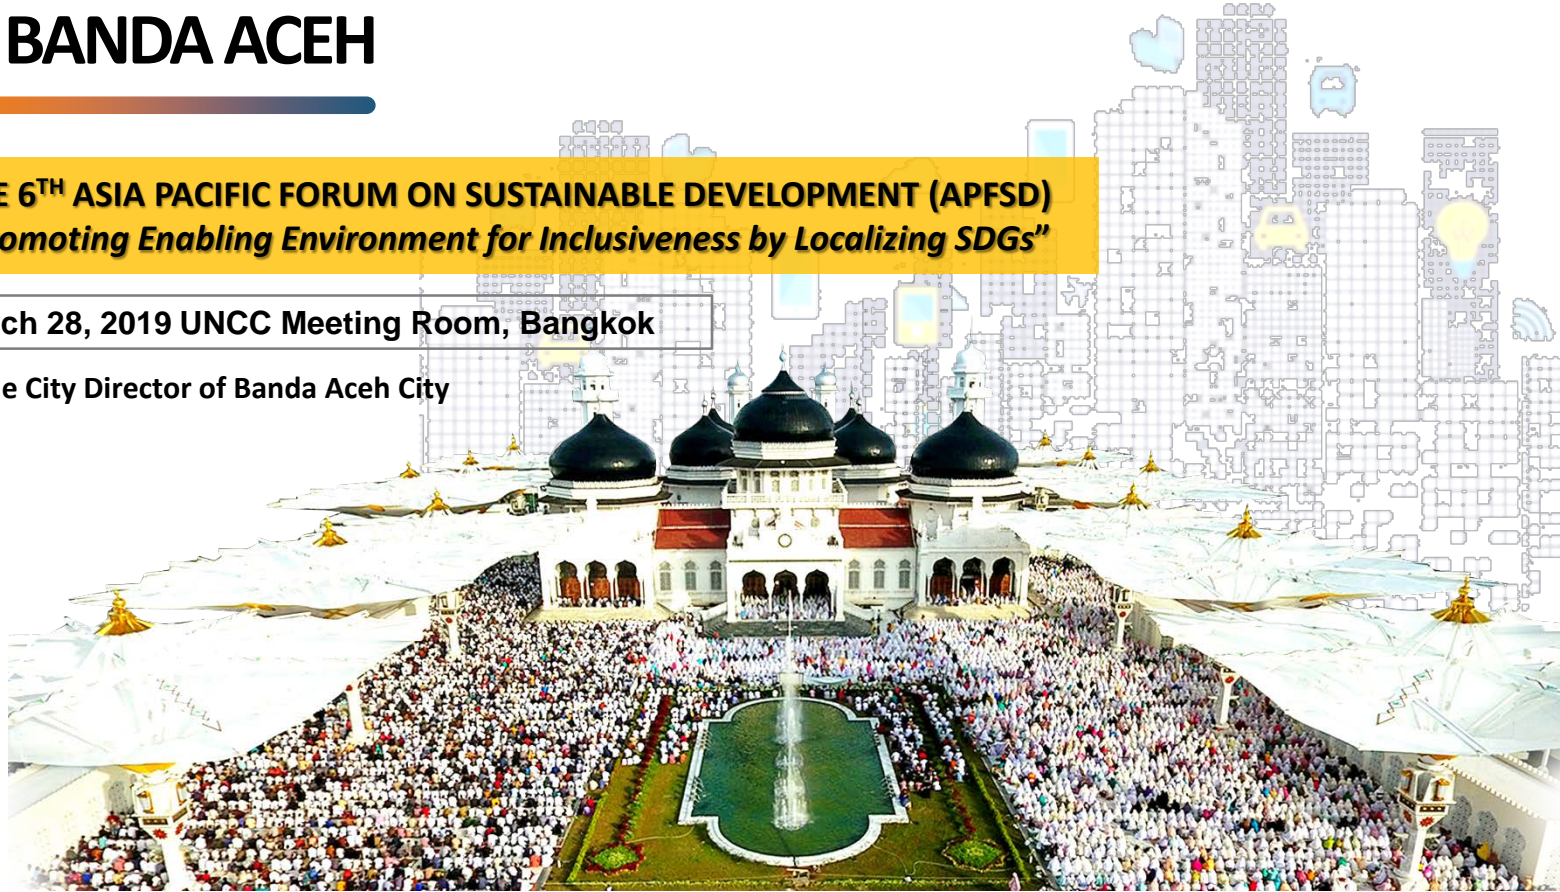 BANDA ACEH
E 6TH ASIA PACIFIC FORUM ON SUSTAINABLE DEVELOPMENT (APFSD)
omoting Enabling Environment for Inclusiveness by Localizing SDGs”
ch 28, 2019 UNCC Meeting Room, Bangkok
e City Director of Banda Aceh City